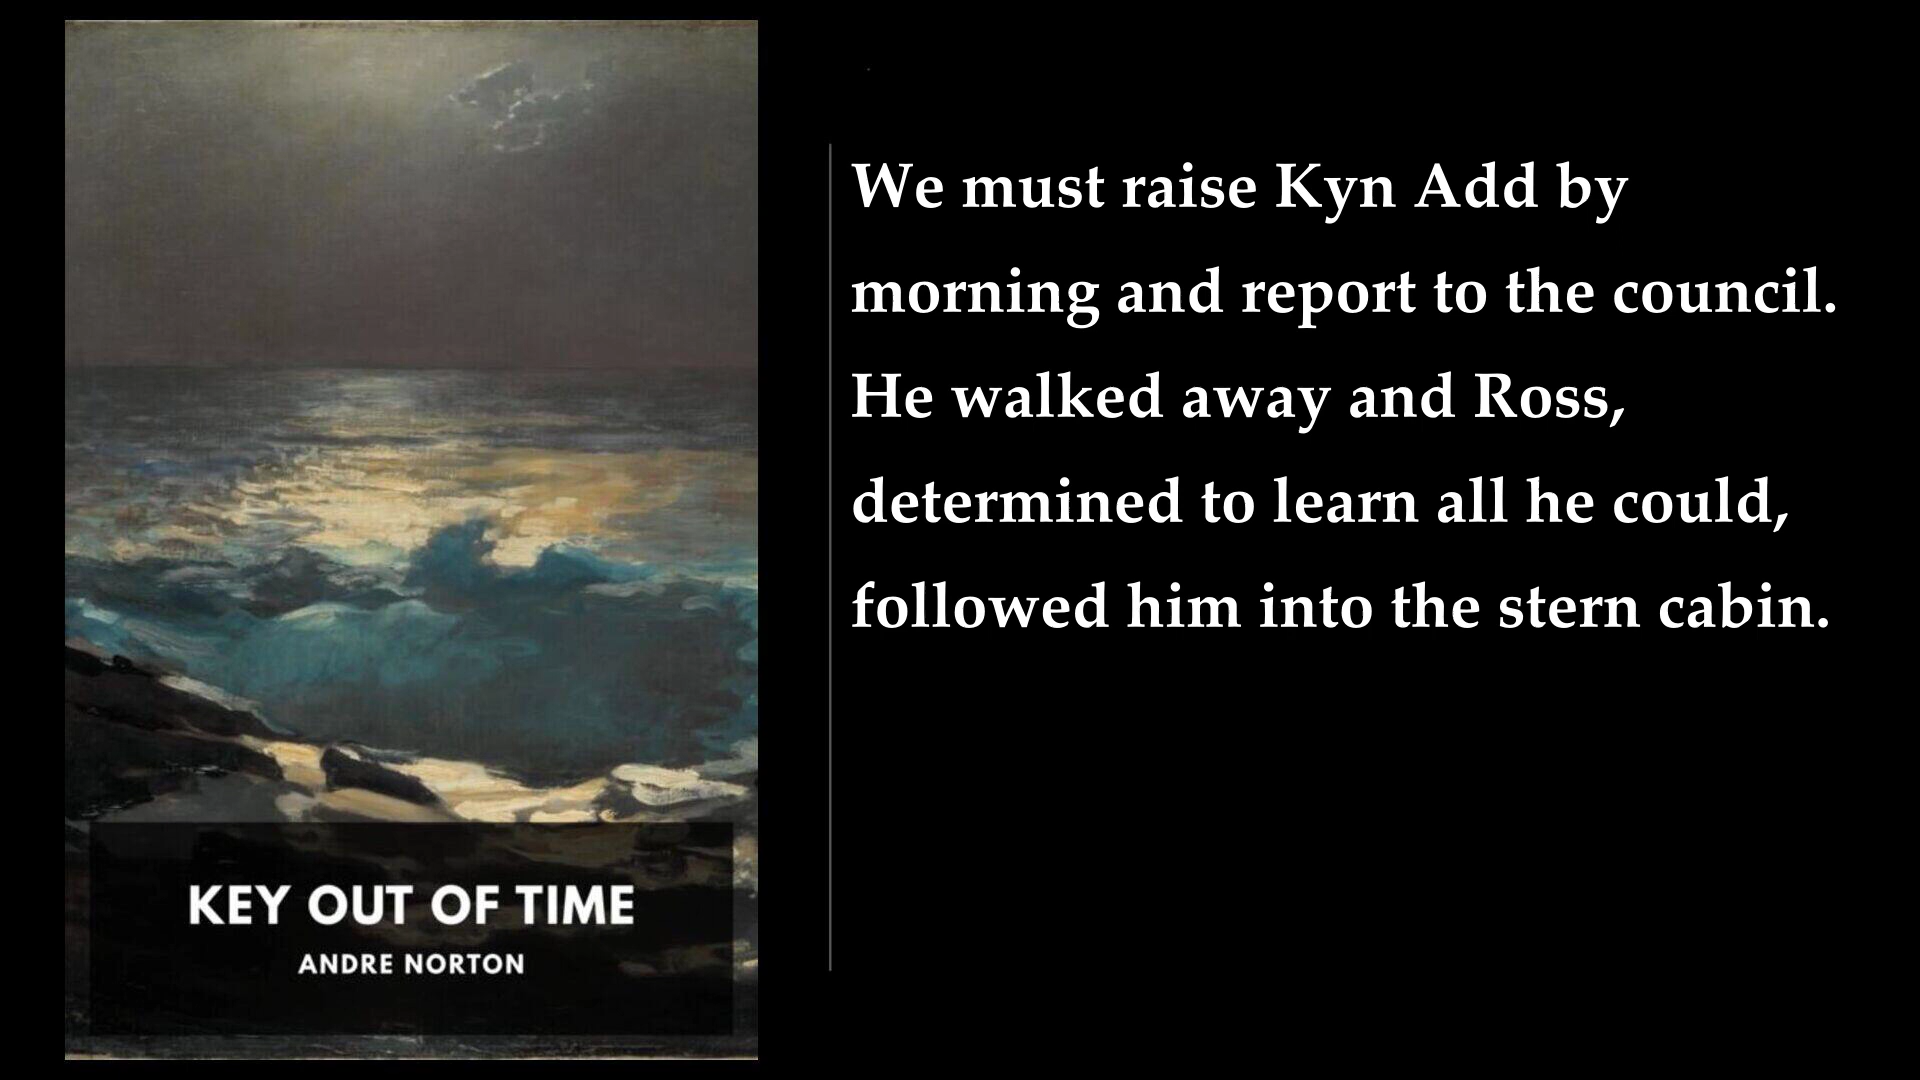 We must raise Kyn Add by
morning and report to the council.
He walked away and Ross,
determined to learn all he could,
followed him into the stern cabin.
KEY OUT OF TIME
ANDRE NORTON